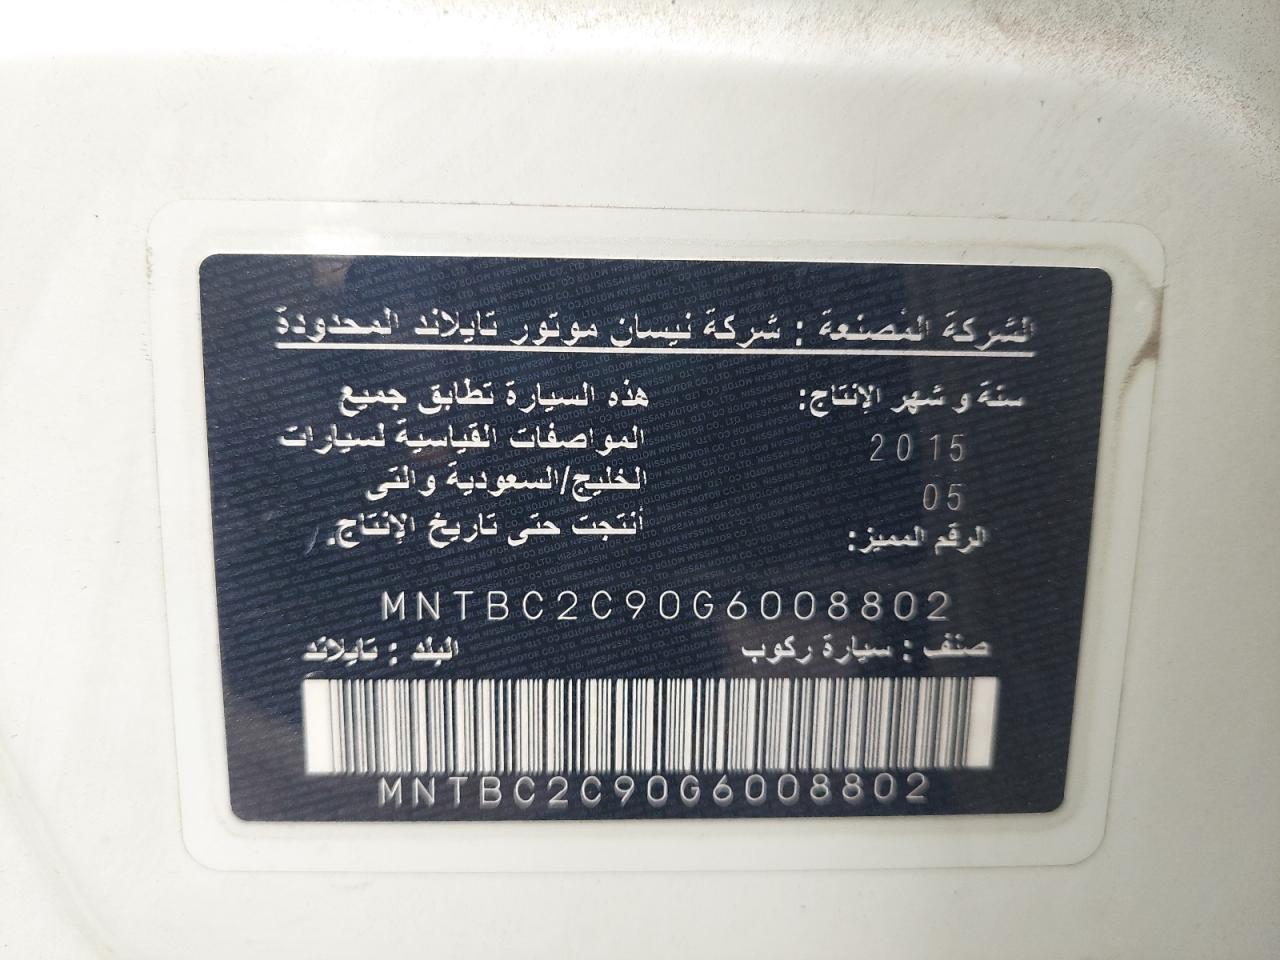 الشركة المصنعة : شركة نيسان موتور تايلاند المحدودة
سنة و شهر الإنتاج:
2015
05
هذه السيارة تطابق جميع
المواصفات القياسية لسيارات
الخليج/السعودية والتى
أنتجت حتى تاريخ الإنتاج.
الرقم المميز:
MNTBC2C90G6008802
صنف : سيارة ركوب
البلد : تايلاند
MNTBC2C90G6008802